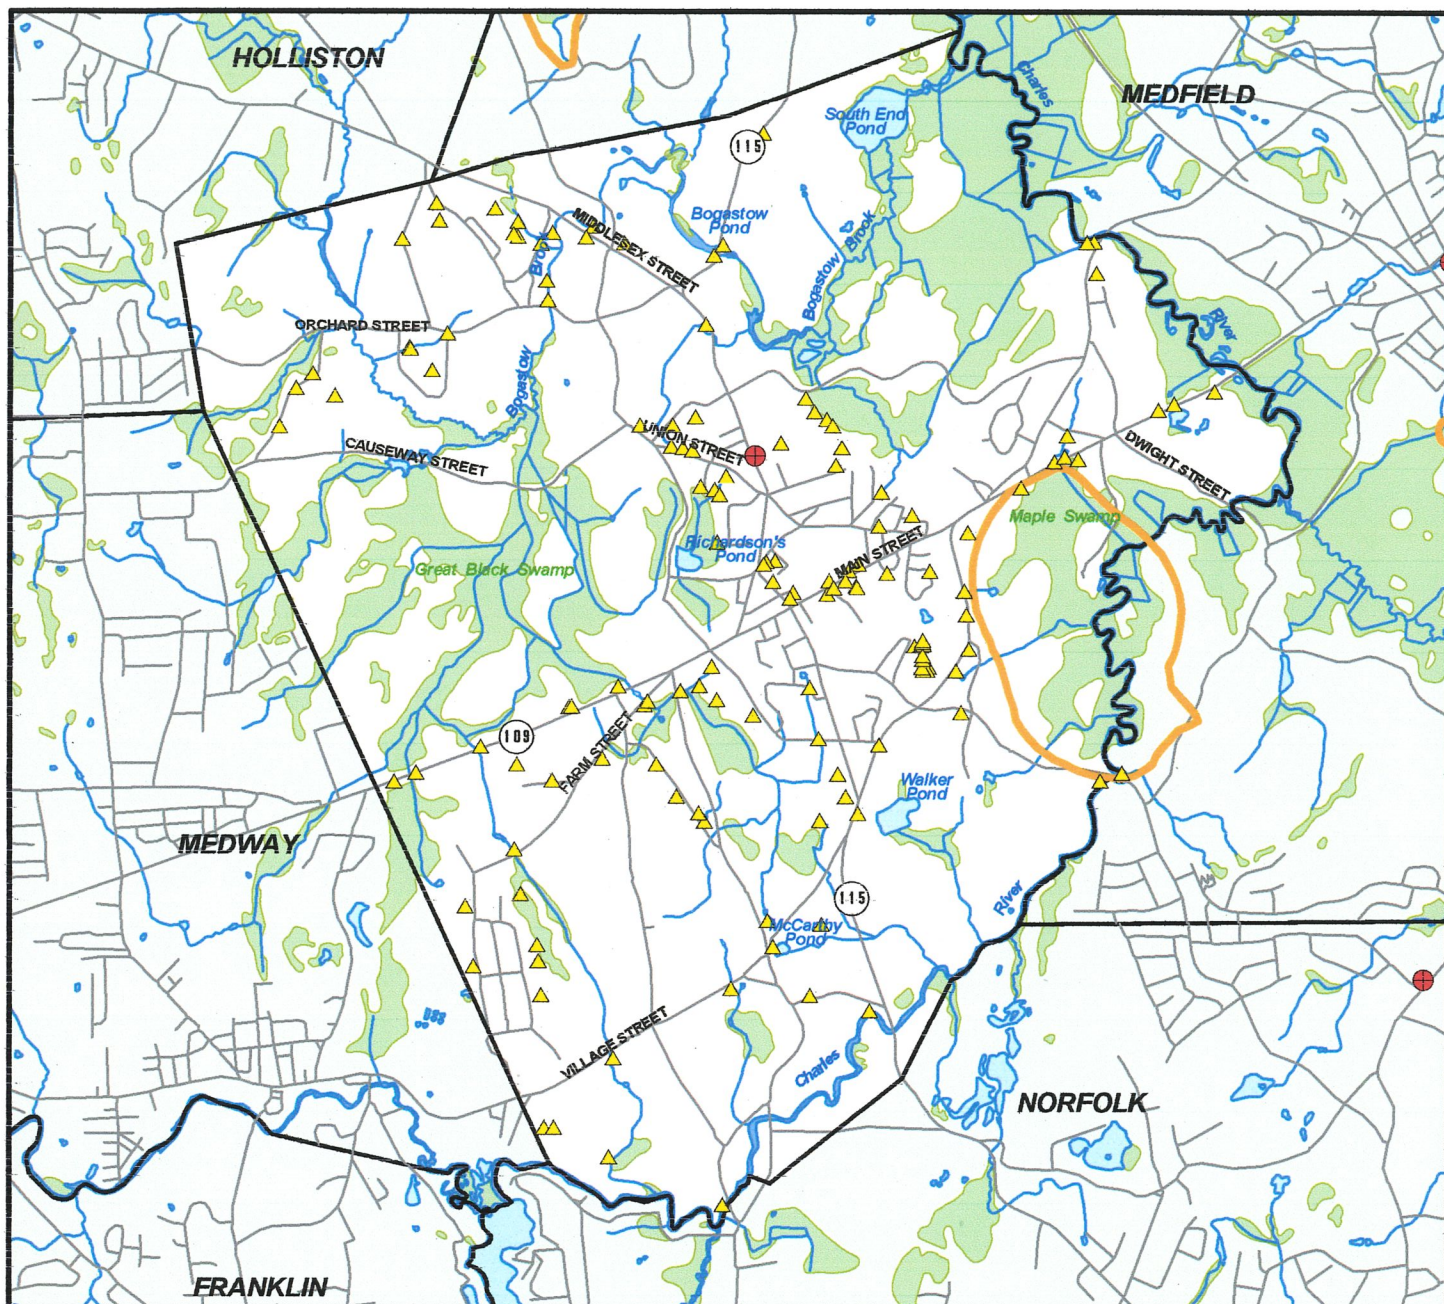 HOLLISTON
MEDFIELD
Charles
South End
Pond
115
Bogastow
Pond
MIDDLESEX STREET
Brook
Bogastow Brook
River
ORCHARD STREET
Bogastow
CAUSEWAY STREET
UNION STREET
DWIGHT STREET
Maple Swamp
Richardson's
Pond
MAIN STREET
Great Black Swamp
109
FARM STREET
Walker
Pond
MEDWAY
115
River
McCarthy
Pond
VILLAGE STREET
Charles
NORFOLK
FRANKLIN